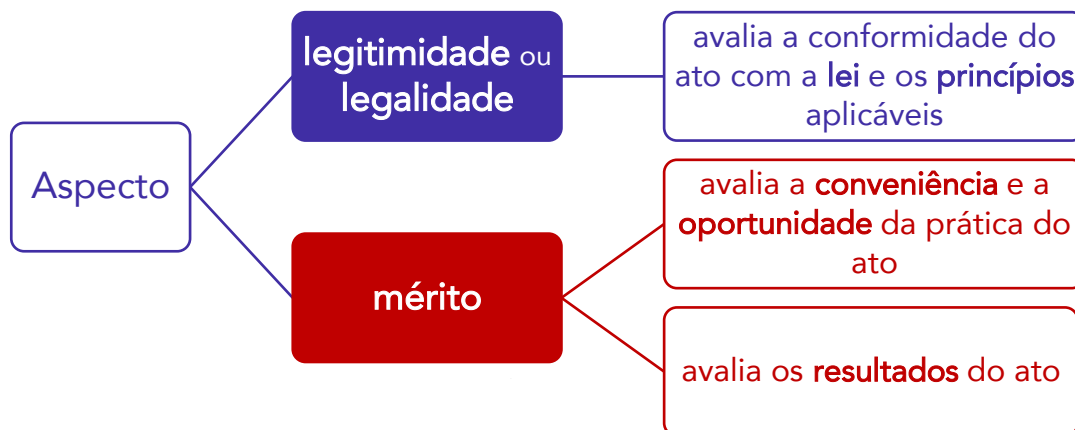 Aspecto
legitimidade ou
legalidade
avalia a conformidade do
ato com a lei e os princípios
aplicáveis
mérito
avalia a conveniência e a
oportunidade da prática do
ato
avalia os resultados do ato